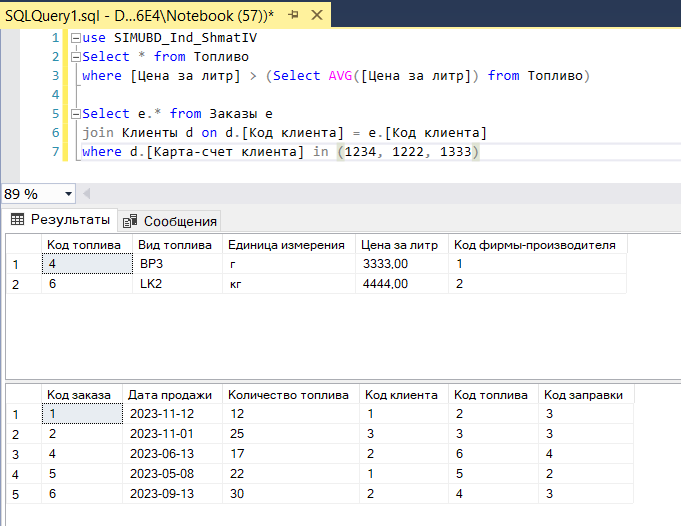 SQLQuery1.sql - D...6E4\Notebook (57))*
1 use SIMUBD_Ind_ShmatIV
2 Select * from Топливо
3 where [Цена за литр] > (Select AVG([Цена за литр]) from Топливо)
4
5 Select e.* from Заказы e
6 join Клиенты d on d.[Код клиента] = e.[Код клиента]
7 where d.[Карта-счет клиента] in (1234, 1222, 1333)
89 %
Результаты Сообщения
Код топлива Вид топлива Единица измерения Цена за литр Код фирмы-производителя
1 4 BP3 г 3333,00 1
2 6 LK2 кг 4444,00 2
Код заказа Дата продажи Количество топлива Код клиента Код топлива Код заправки
1 1 2023-11-12 12 1 2 3
2 2 2023-11-01 25 3 3 3
3 4 2023-06-13 17 2 6 4
4 5 2023-05-08 22 1 5 2
5 6 2023-09-13 30 2 4 3